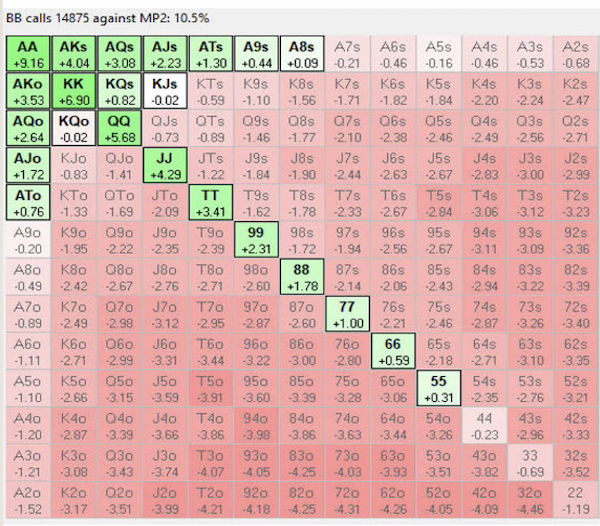 BB calls 14875 against MP2: 10.5%
AA AKs AQs AJs ATs A9s A8s A7s A6s A5s A4s A3s A2s
+9.16 +4.04 +3.08 +2.23 +1.30 +0.44 +0.09 -0.21 -0.46 -0.16 -0.46 -0.53 -0.68
AKo KK KQs KJs KTs K9s K8s K7s K6s K5s K4s K3s K2s
+3.53 +6.90 +0.82 -0.02 -0.59 -1.10 -1.56 -1.71 -1.82 -1.84 -2.20 -2.24 -2.47
AQo KQo QQ QJs QTs Q9s Q8s Q7s Q6s Q5s Q4s Q3s Q2s
+2.64 -0.02 +5.68 -0.73 -0.89 -1.46 -1.77 -2.10 -2.38 -2.46 -2.49 -2.56 -2.71
AJo KJo QJo JJ JTs J9s J8s J7s J6s J5s J4s J3s J2s
+1.72 -0.83 -1.41 +4.29 -1.22 -1.84 -1.90 -2.44 -2.63 -2.67 -2.83 -3.00 -2.99
ATo KTo QTo JTo TT T9s T8s T7s T6s T5s T4s T3s T2s
+0.76 -1.33 -1.69 -2.09 +3.41 -1.62 -1.78 -2.33 -2.67 -2.84 -3.06 -3.12 -3.23
A9o K9o Q9o J9o T9o 99 98s 97s 96s 95s 94s 93s 92s
-0.20 -1.95 -2.22 -2.35 -2.39 +2.31 -1.72 -1.94 -2.56 -2.67 -3.11 -3.09 -3.36
A8o K8o Q8o J8o T8o 98o 88 87s 86s 85s 84s 83s 82s
-0.49 -2.42 -2.67 -2.76 -2.71 -2.60 +1.78 -2.14 -2.06 -2.43 -2.94 -3.22 -3.39
A7o K7o Q7o J7o T7o 97o 87o 77 76s 75s 74s 73s 72s
-0.89 -2.49 -2.98 -3.12 -2.95 -2.87 -2.60 +1.00 -2.21 -2.46 -2.87 -3.26 -3.40
A6o K6o Q6o J6o T6o 96o 86o 76o 66 65s 64s 63s 62s
-1.11 -2.71 -2.99 -3.31 -3.44 -3.22 -3.00 -2.80 +0.59 -2.18 -2.71 -3.10 -3.35
A5o K5o Q5o J5o T5o 95o 85o 75o 65o 55 54s 53s 52s
-1.10 -2.66 -3.15 -3.59 -3.91 -3.60 -3.39 -3.28 -3.06 +0.31 -2.35 -2.76 -3.21
A4o K4o Q4o J4o T4o 94o 84o 74o 64o 54o 44 43s 42s
-1.20 -2.87 -3.39 -3.66 -3.86 -3.98 -3.86 -3.63 -3.44 -3.26 -0.23 -2.96 -3.33
A3o K3o Q3o J3o T3o 93o 83o 73o 63o 53o 43o 33 32s
-1.21 -3.08 -3.43 -3.74 -4.07 -4.05 -4.25 -4.03 -3.93 -3.51 -3.82 -0.69 -3.52
A2o K2o Q2o J2o T2o 92o 82o 72o 62o 52o 42o 32o 22
-1.52 -3.17 -3.51 -3.99 -4.21 -4.18 -4.25 -4.31 -4.26 -4.05 -4.09 -4.46 -1.19